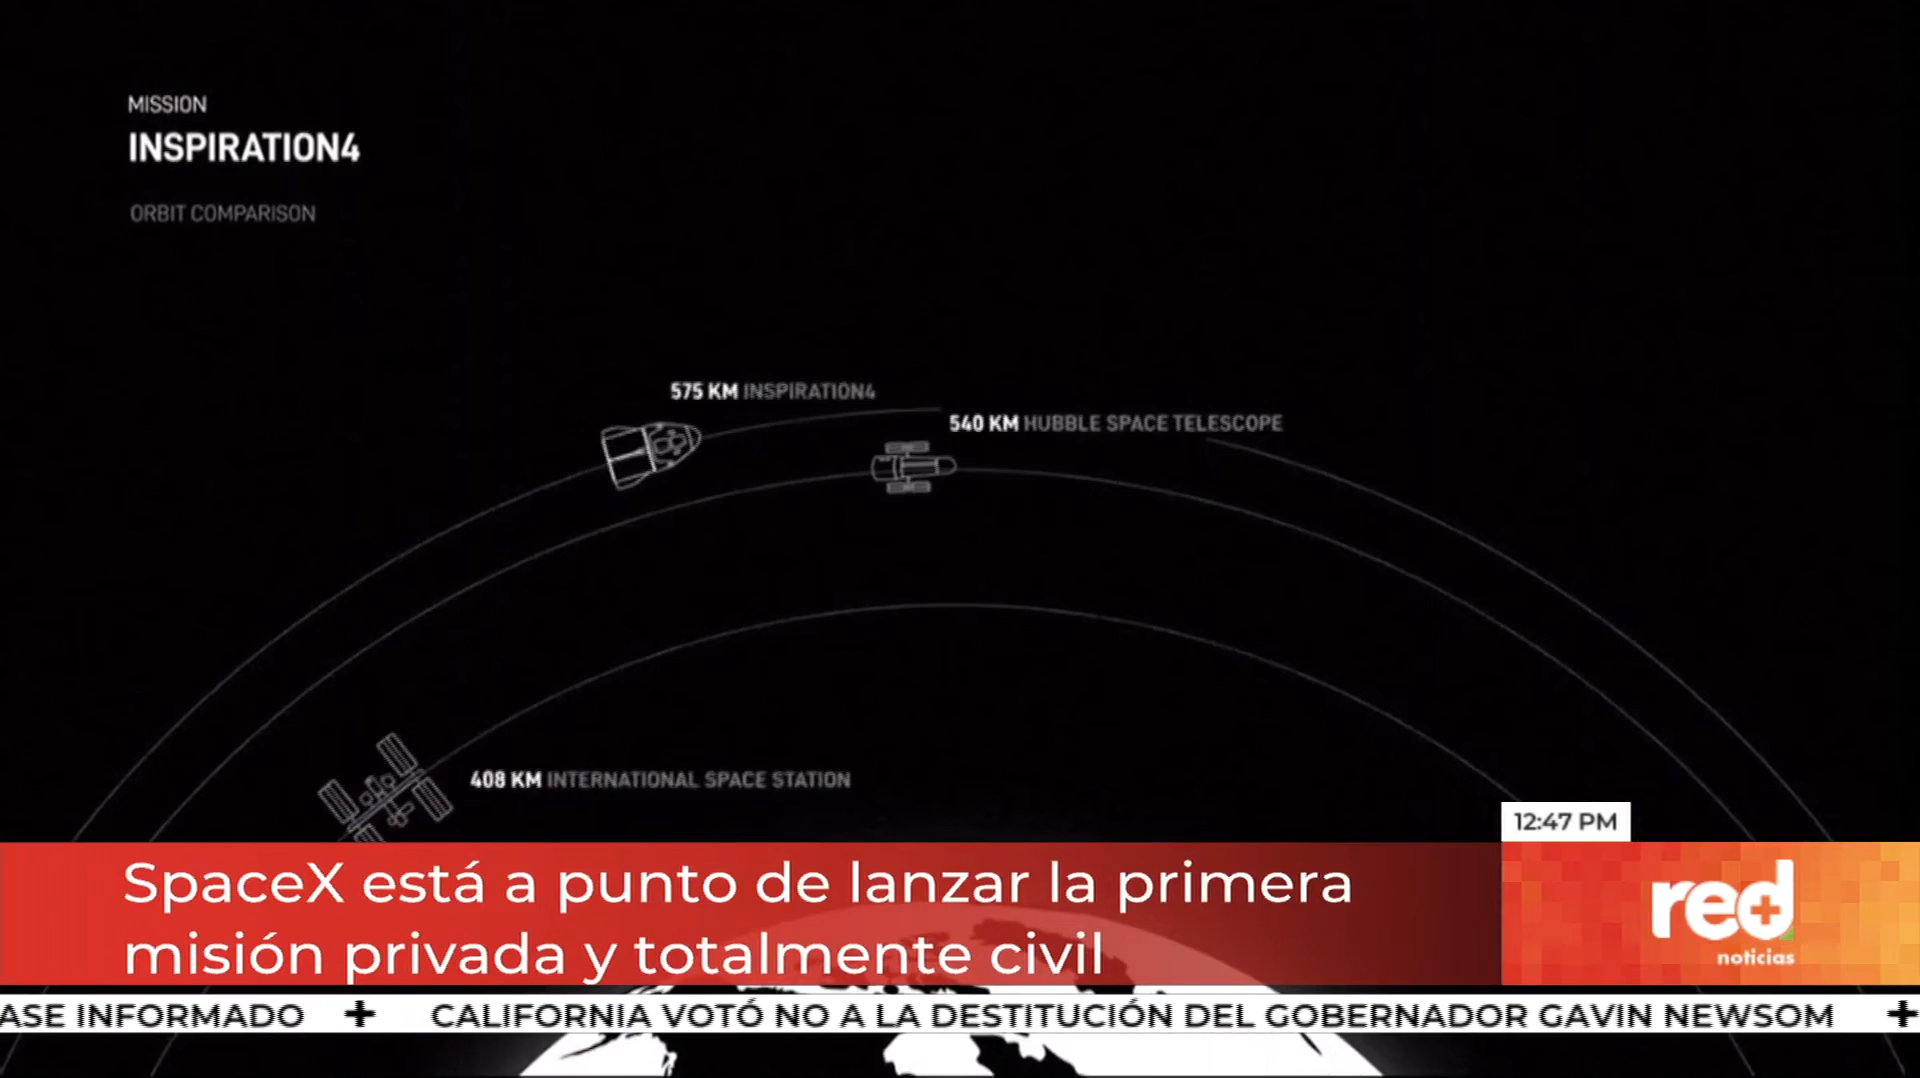 MISSION
INSPIRATION4
ORBIT COMPARISON
575 KM INSPIRATION4
540 KM HUBBLE SPACE TELESCOPE
408 KM INTERNATIONAL SPACE STATION
12:47 PM
SpaceX está a punto de lanzar la primera
misión privada y totalmente civil
red+
noticias
ASE INFORMADO + CALIFORNIA VOTÓ NO A LA DESTITUCIÓN DEL GOBERNADOR GAVIN NEWSOM +